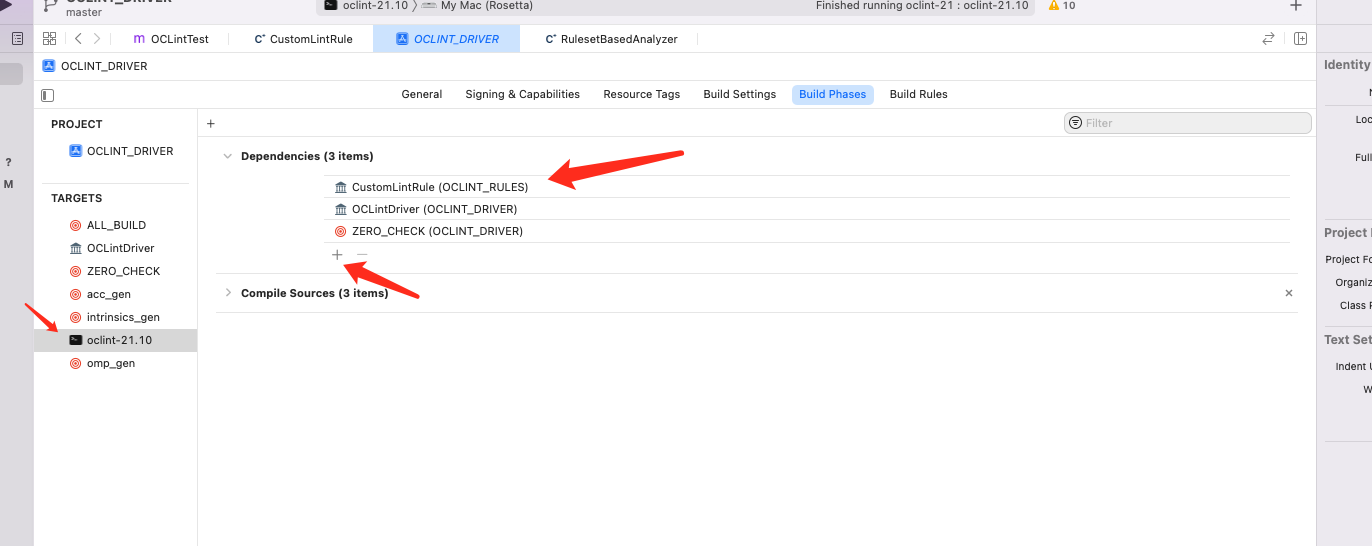 OCLINT_DRIVER
master
oclint-21.10 〉 My Mac (Rosetta)
Finished running oclint-21 : oclint-21.10
10
OCLintTest
CustomLintRule
OCLINT_DRIVER
RulesetBasedAnalyzer
OCLINT_DRIVER
General
Signing & Capabilities
Resource Tags
Build Settings
Build Phases
Build Rules
PROJECT
OCLINT_DRIVER
TARGETS
ALL_BUILD
OCLintDriver
ZERO_CHECK
acc_gen
intrinsics_gen
oclint-21.10
omp_gen
?
M
Filter
Dependencies (3 items)
CustomLintRule (OCLINT_RULES)
OCLintDriver (OCLINT_DRIVER)
ZERO_CHECK (OCLINT_DRIVER)
Compile Sources (3 items)
Identity
N
Loc
Full
Project
Project Fo
Organiz
Class P
Text Set
Indent U
W